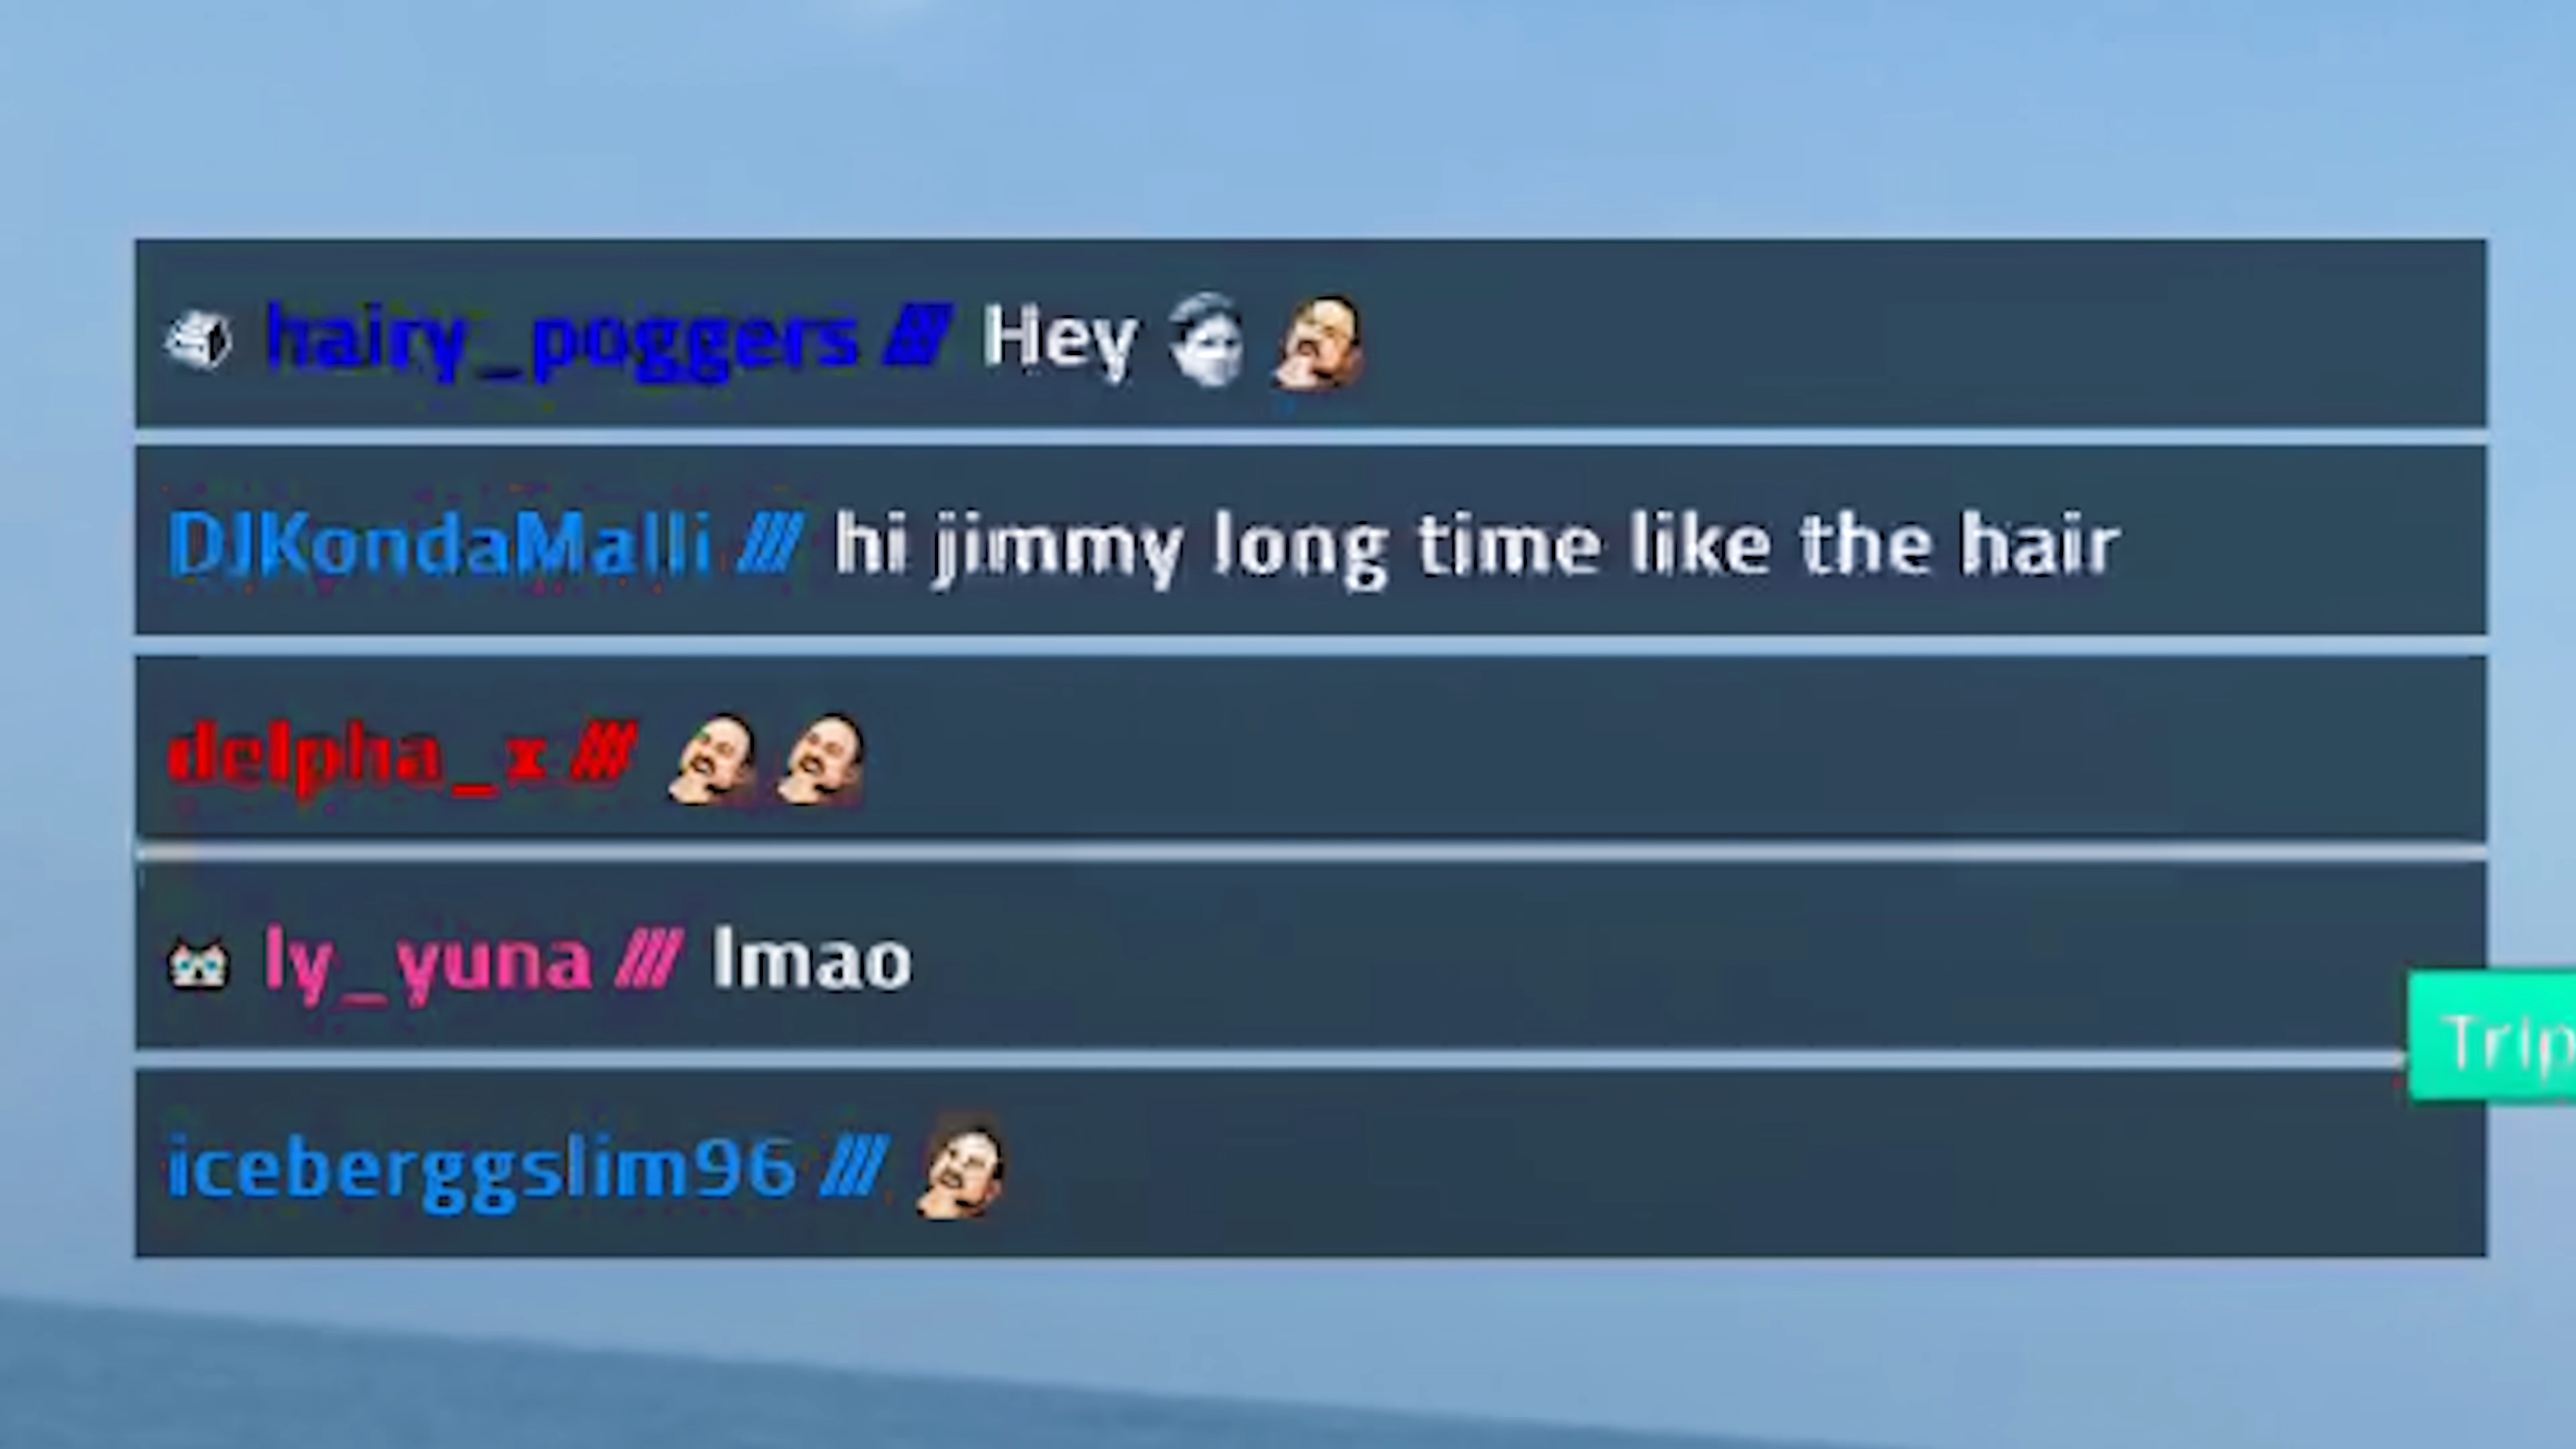 hairy_poggers /// Hey
DJKondaMalli /// hi jimmy long time like the hair
delpha_x ///
ly_yuna /// lmao
iceberggslim96 ///